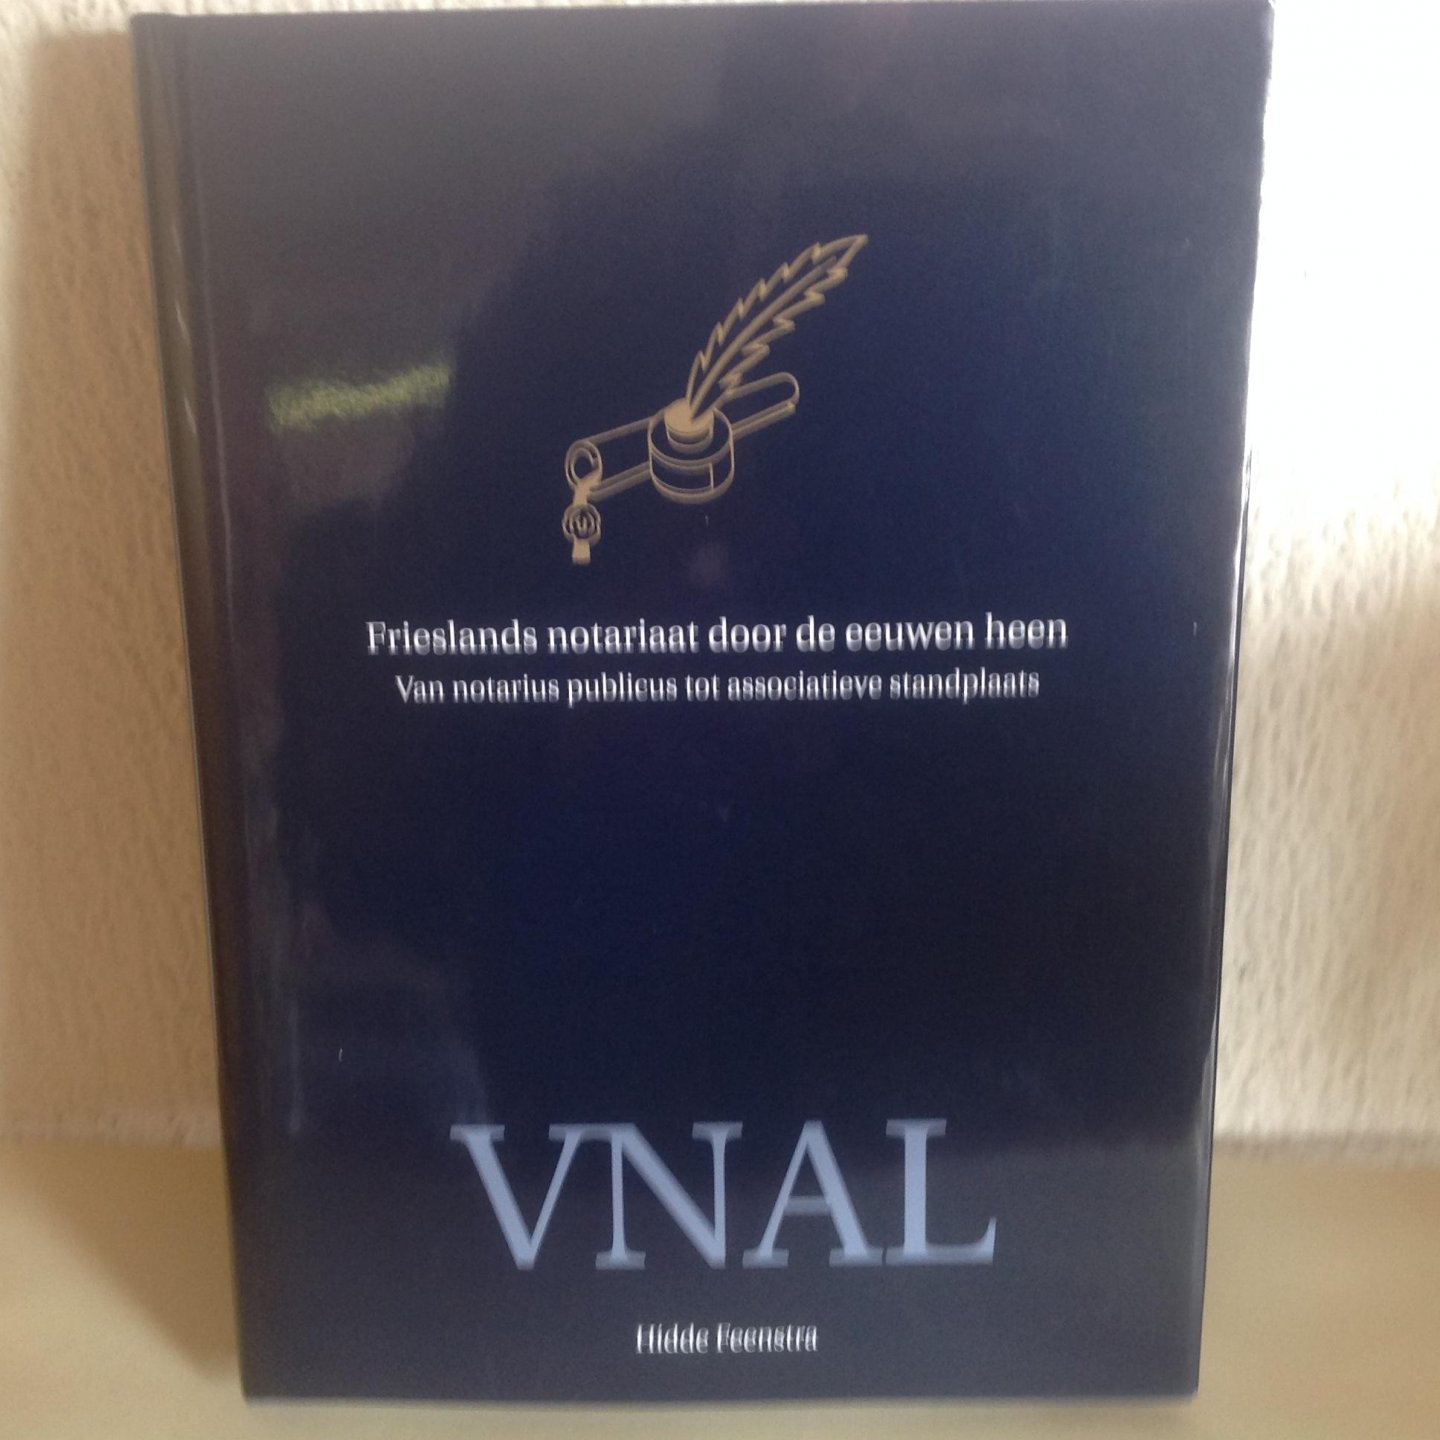 Frieslands notariaat door de eeuwen heen
Van notarius publicus tot associatieve standplaats
VNAL
Hidde Feenstra